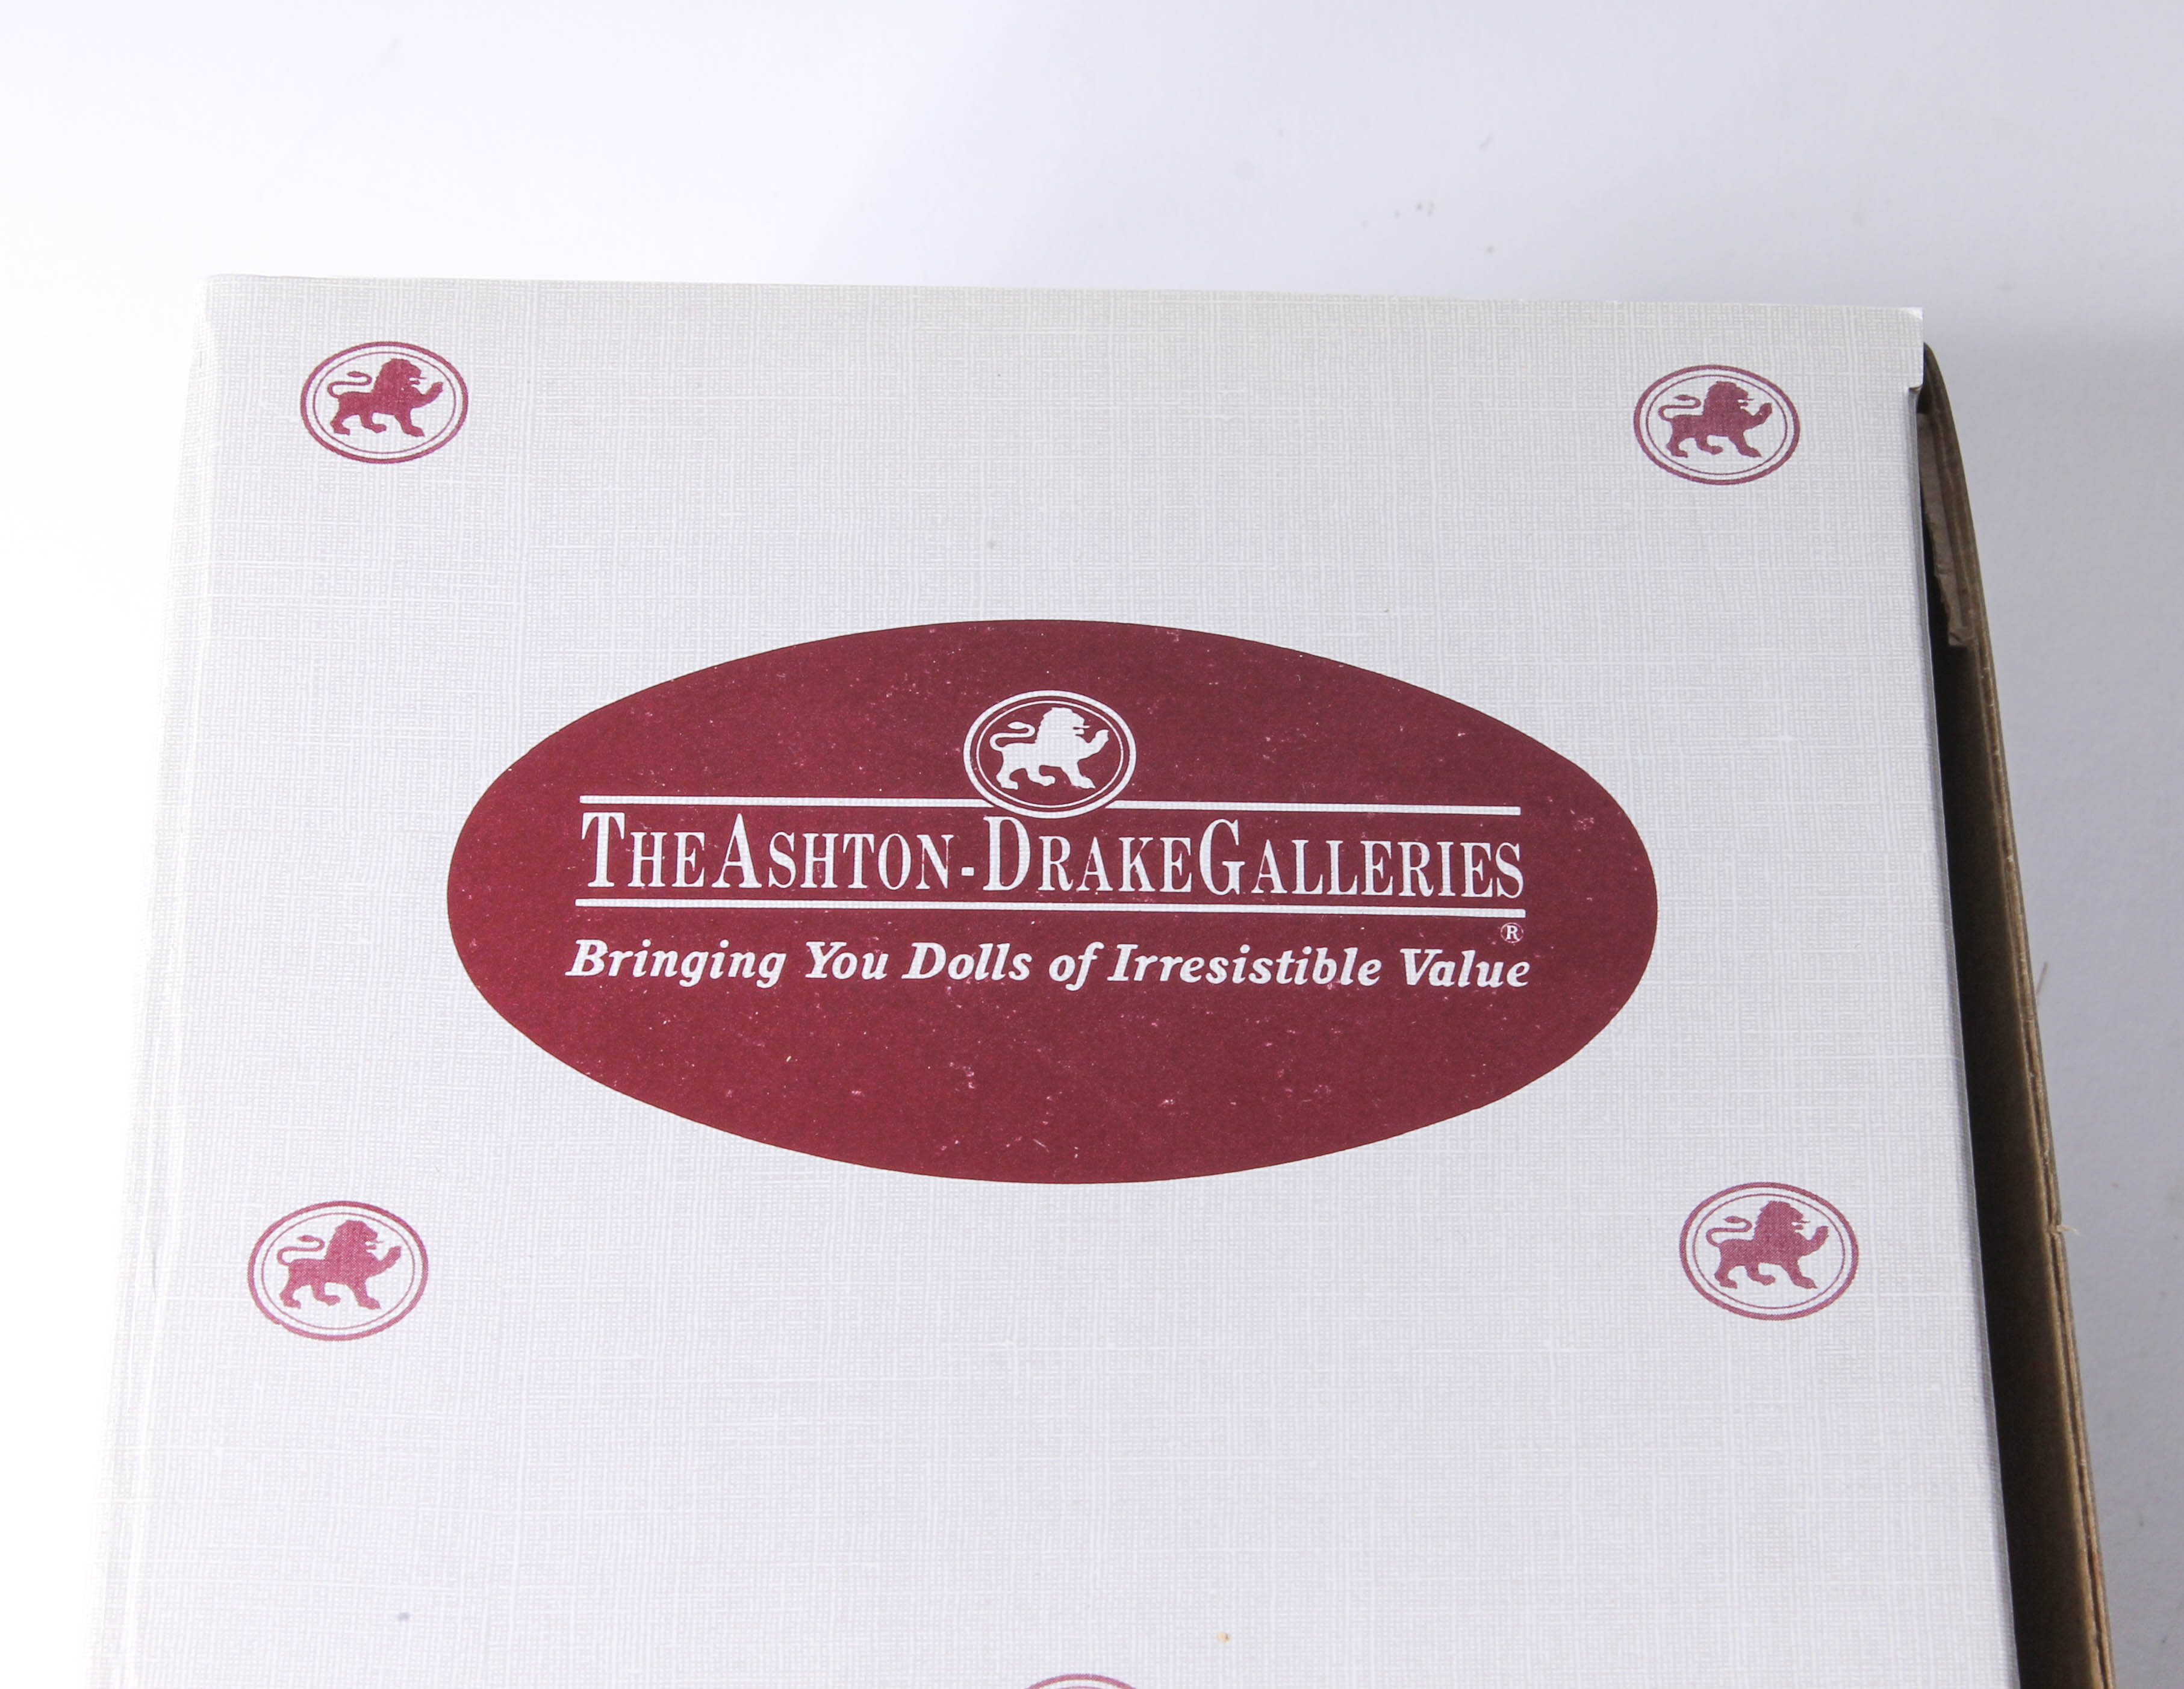 The Ashton-Drake Galleries
®
Bringing You Dolls of Irresistible Value